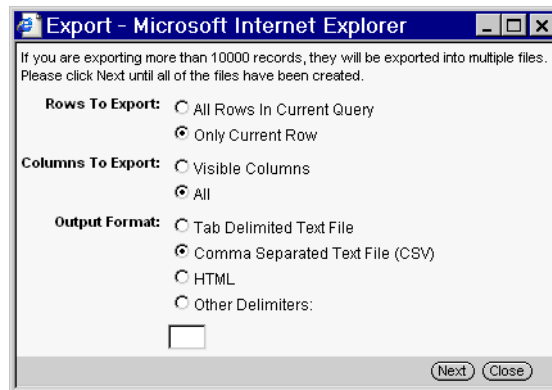 Export - Microsoft Internet Explorer
If you are exporting more than 10000 records, they will be exported into multiple files.
Please click Next until all of the files have been created.
Rows To Export: All Rows In Current Query
Only Current Row
Columns To Export: Visible Columns
All
Output Format: Tab Delimited Text File
Comma Separated Text File (CSV)
HTML
Other Delimiters:
Next Close